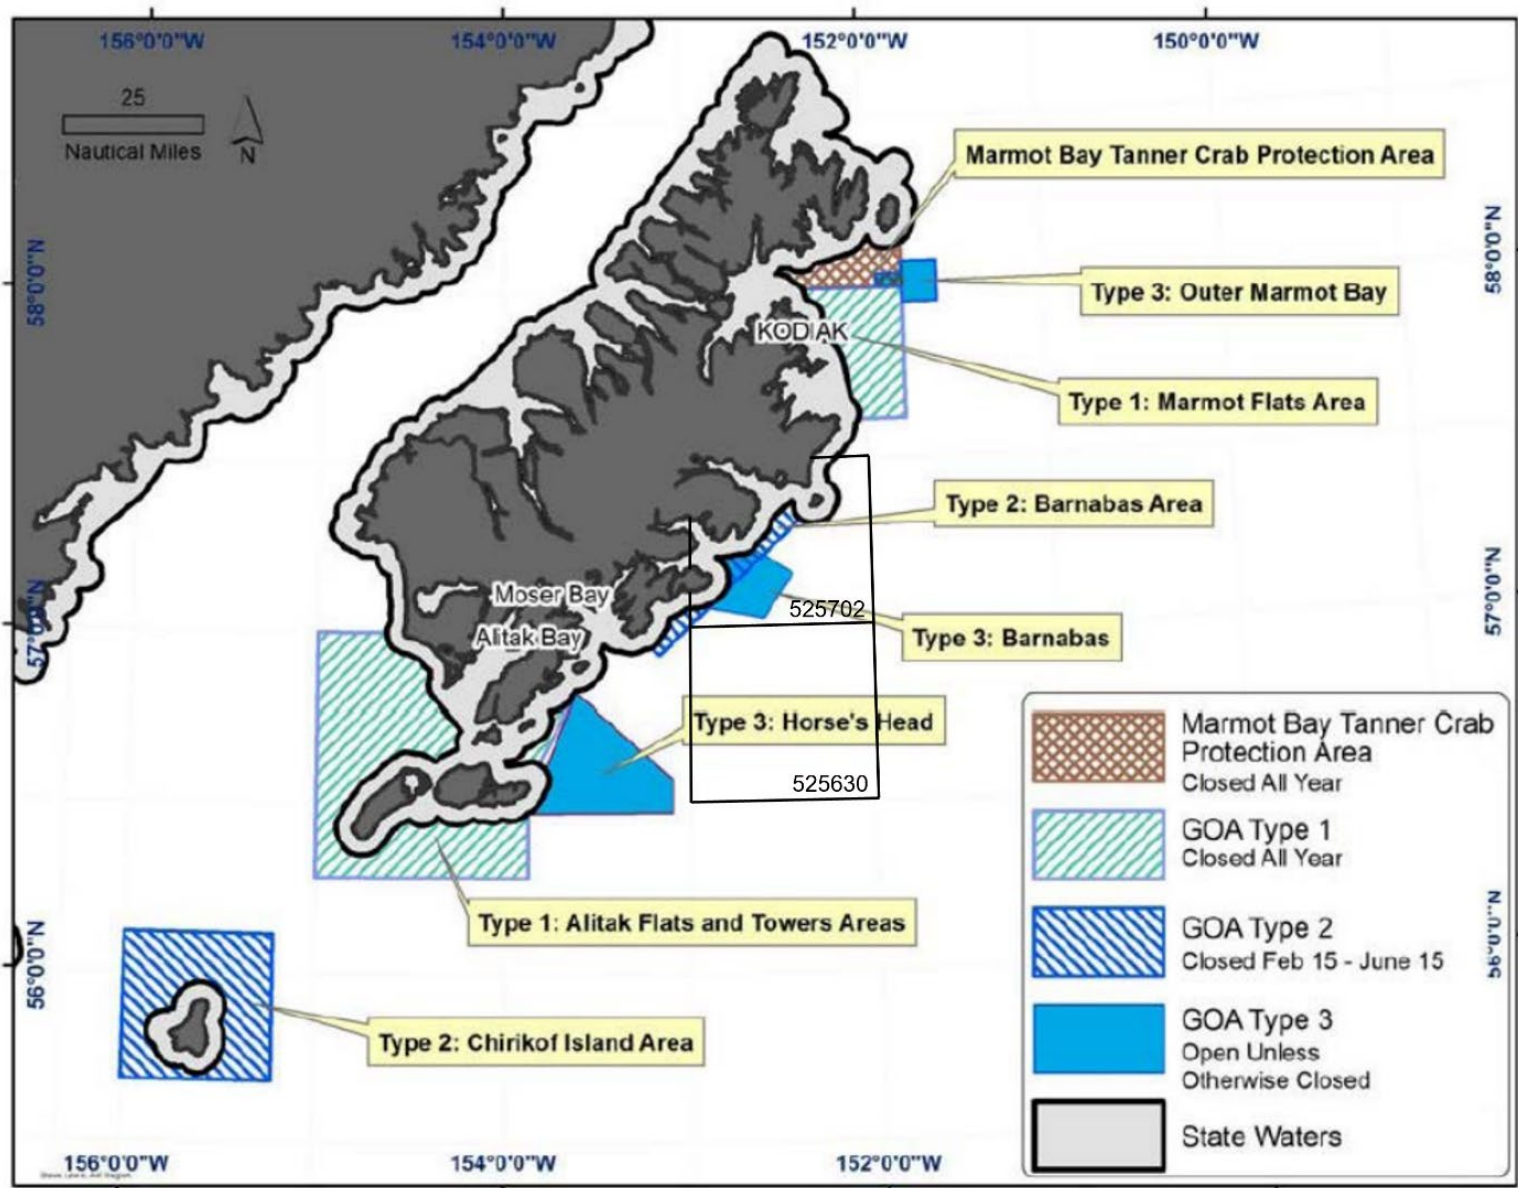 156°0'0"W
154°0'0"W
152°0'0"W
150°0'0"W
25
Nautical Miles
N
Marmot Bay Tanner Crab Protection Area
58°0'0"N
58°0'0"N
Type 3: Outer Marmot Bay
KODIAK
Type 1: Marmot Flats Area
Type 2: Barnabas Area
57°0'0"N
57°0'0"N
Moser Bay
525702
Alitak Bay
Type 3: Barnabas
Type 3: Horse's Head
525630
Type 1: Alitak Flats and Towers Areas
56°0'0"N
56°0'0"N
Type 2: Chirikof Island Area
Marmot Bay Tanner Crab
Protection Area
Closed All Year
GOA Type 1
Closed All Year
GOA Type 2
Closed Feb 15 - June 15
GOA Type 3
Open Unless
Otherwise Closed
State Waters
156°0'0"W
154°0'0"W
152°0'0"W